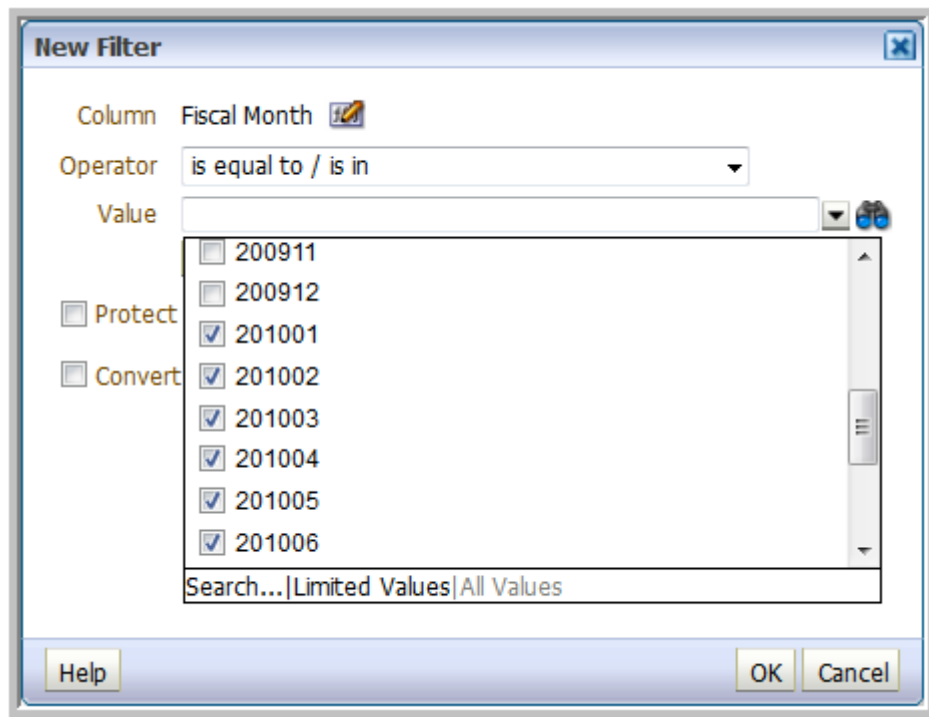 New Filter
Column Fiscal Month
Operator is equal to / is in
Value
200911
200912
Protect
201001
Convert
201002
201003
201004
201005
201006
Search...|Limited Values|All Values
Help OK Cancel